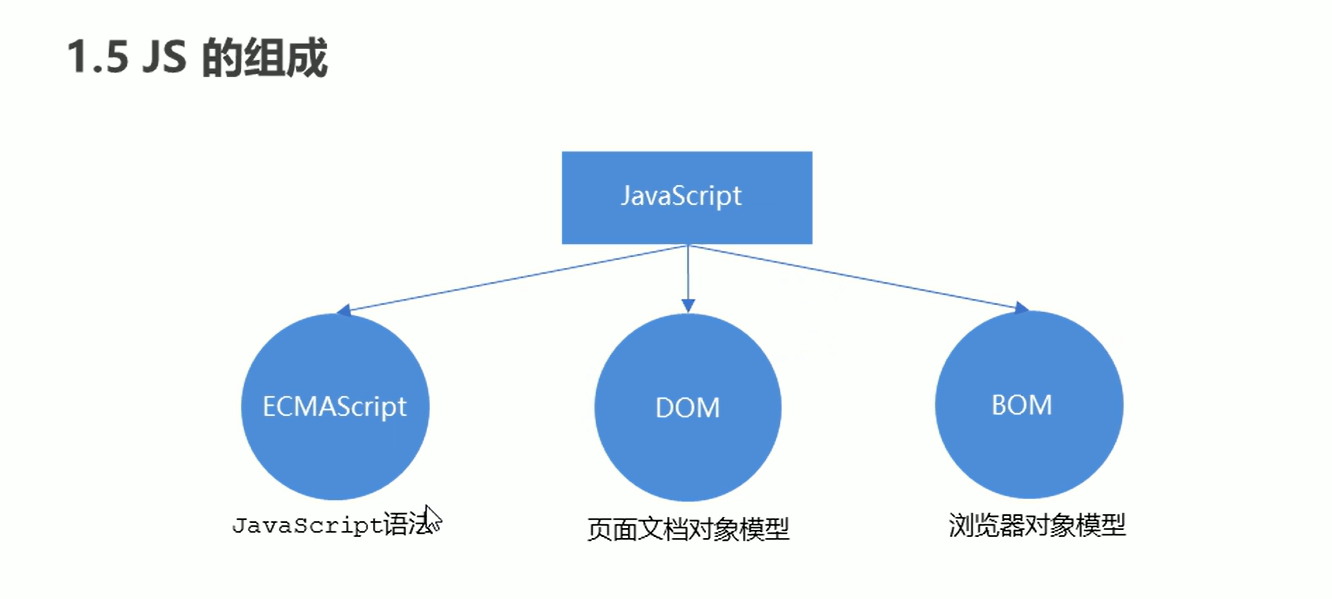 1.5 JS 的组成
JavaScript
ECMAScript
DOM
BOM
JavaScript语法
页面文档对象模型
浏览器对象模型